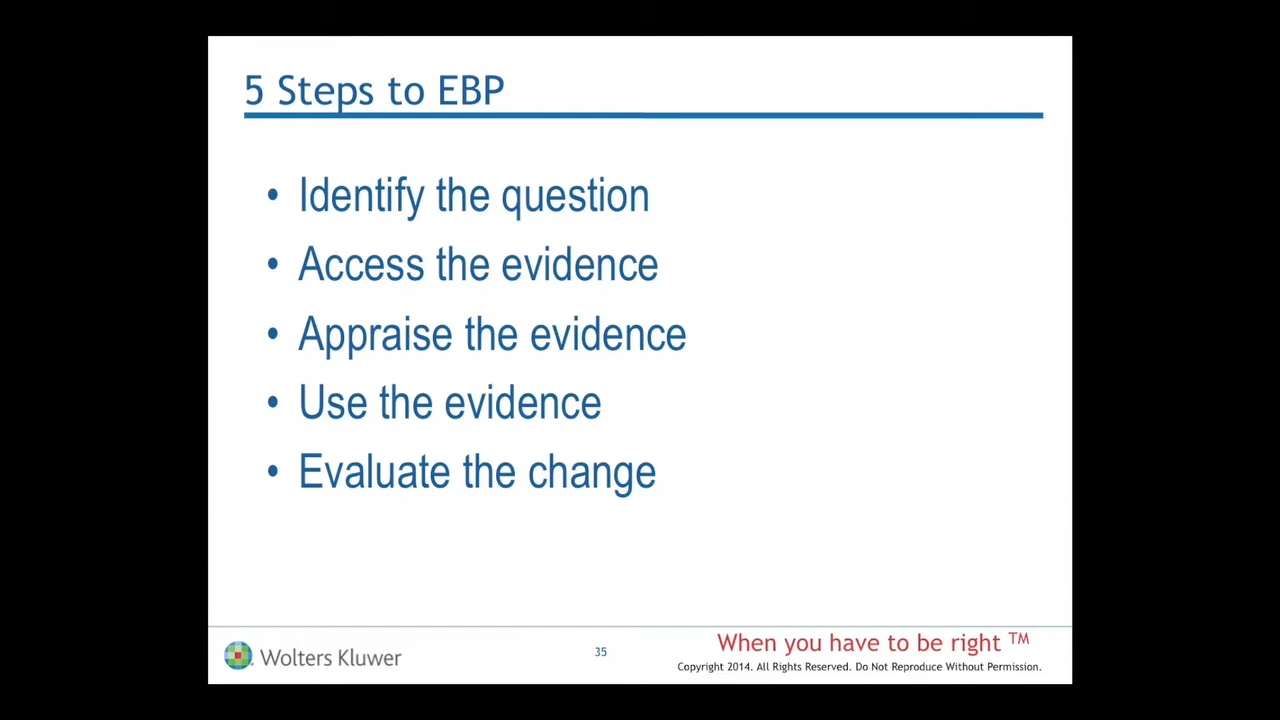 5 Steps to EBP
• Identify the question
• Access the evidence
• Appraise the evidence
• Use the evidence
• Evaluate the change
Wolters Kluwer
35
When you have to be right ™
Copyright 2014. All Rights Reserved. Do Not Reproduce Without Permission.